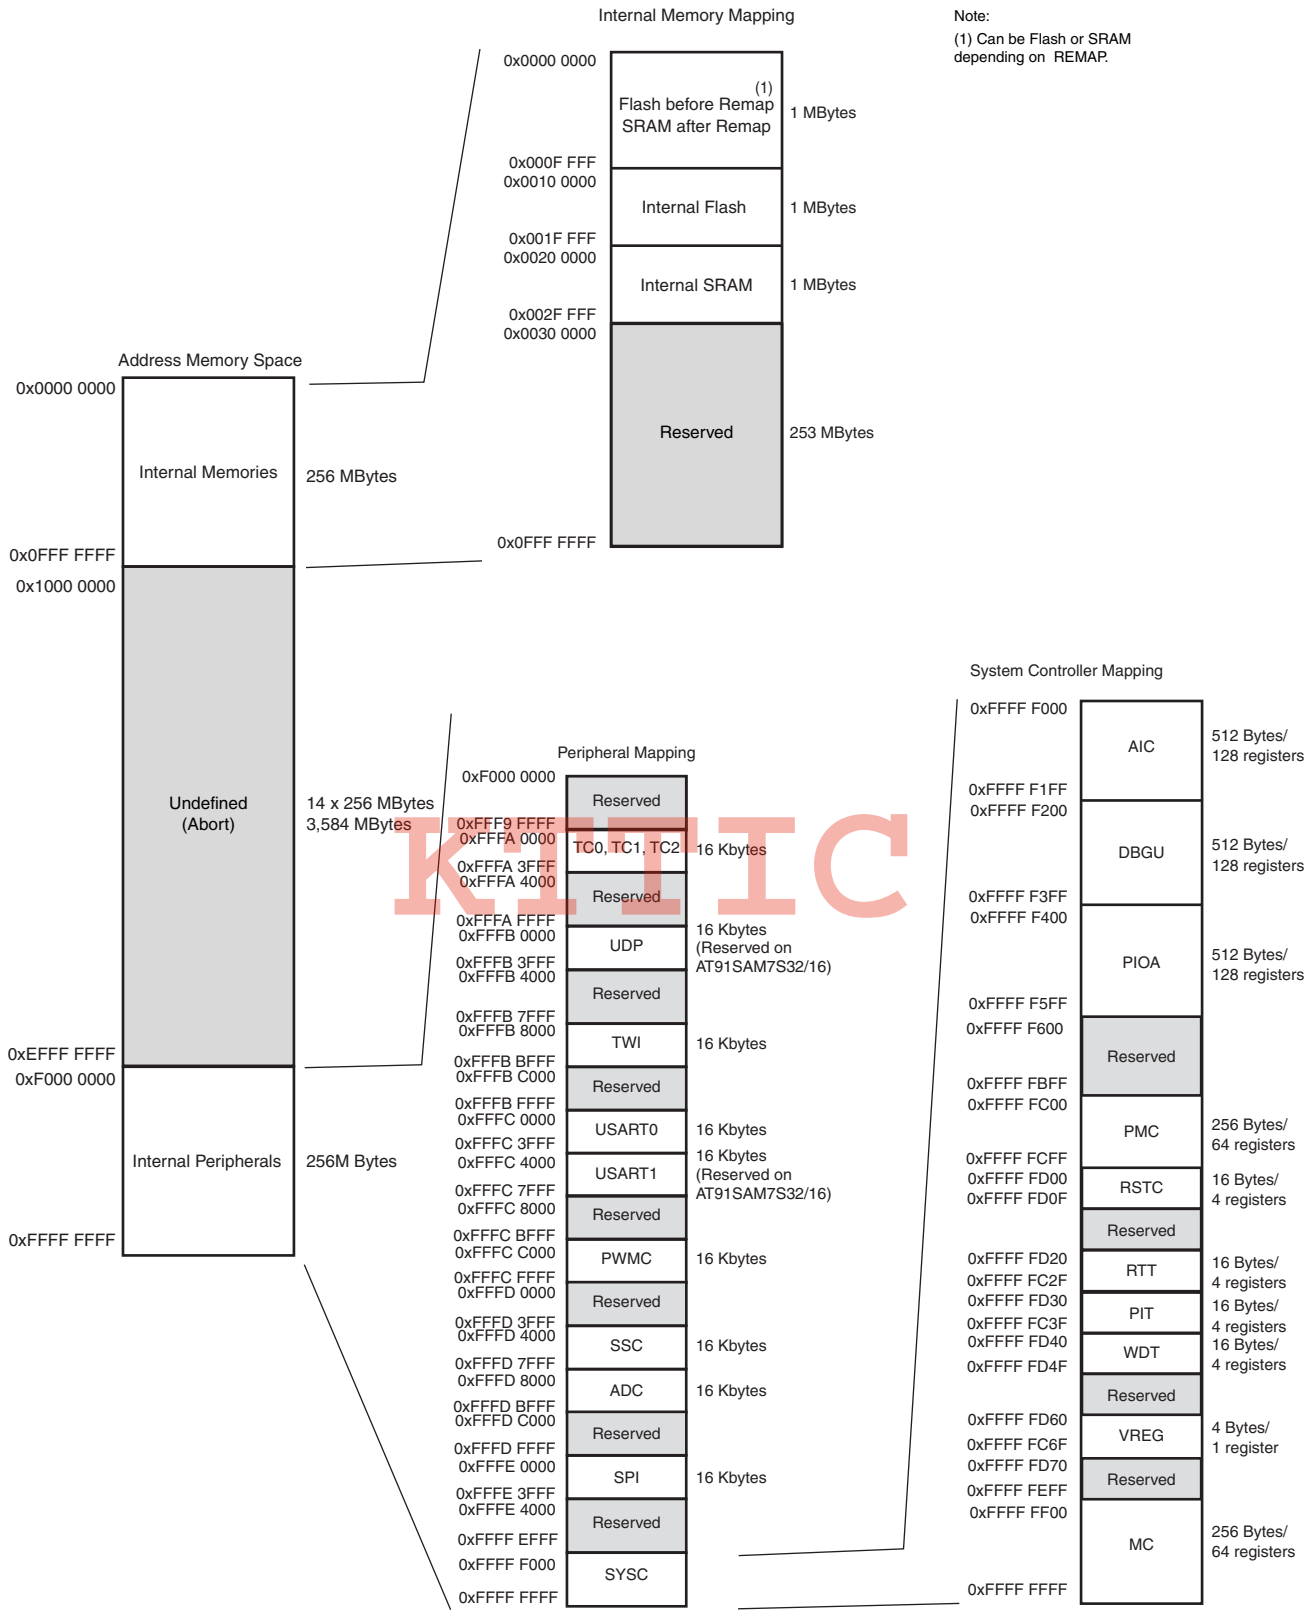 Internal Memory Mapping
Note:
(1) Can be Flash or SRAM
depending on REMAP.
0x0000 0000
(1)
Flash before Remap
SRAM after Remap
1 MBytes
0x000F FFF
0x0010 0000
Internal Flash
1 MBytes
0x001F FFF
0x0020 0000
Internal SRAM
1 MBytes
0x002F FFF
0x0030 0000
Reserved
253 MBytes
0x0FFF FFFF
Address Memory Space
0x0000 0000
Internal Memories
256 MBytes
0x0FFF FFFF
0x1000 0000
Undefined
(Abort)
14 x 256 MBytes
3,584 MBytes
0xEFFF FFFF
0xF000 0000
Internal Peripherals
256M Bytes
0xFFFF FFFF
Peripheral Mapping
0xF000 0000
Reserved
0xFFF9 FFFF
0xFFFA 0000
TC0, TC1, TC2
16 Kbytes
0xFFFA 3FFF
0xFFFA 4000
Reserved
0xFFFA FFFF
0xFFFB 0000
UDP
16 Kbytes
(Reserved on
AT91SAM7S32/16)
0xFFFB 3FFF
0xFFFB 4000
Reserved
0xFFFB 7FFF
0xFFFB 8000
TWI
16 Kbytes
0xFFFB BFFF
0xFFFB C000
Reserved
0xFFFB FFFF
0xFFFC 0000
USART0
16 Kbytes
0xFFFC 3FFF
0xFFFC 4000
USART1
16 Kbytes
(Reserved on
AT91SAM7S32/16)
0xFFFC 7FFF
0xFFFC 8000
Reserved
0xFFFC BFFF
0xFFFC C000
PWMC
16 Kbytes
0xFFFC FFFF
0xFFFD 0000
Reserved
0xFFFD 3FFF
0xFFFD 4000
SSC
16 Kbytes
0xFFFD 7FFF
0xFFFD 8000
ADC
16 Kbytes
0xFFFD BFFF
0xFFFD C000
Reserved
0xFFFD FFFF
0xFFFE 0000
SPI
16 Kbytes
0xFFFE 3FFF
0xFFFE 4000
Reserved
0xFFFF EFFF
0xFFFF F000
SYSC
0xFFFF FFFF
System Controller Mapping
0xFFFF F000
AIC
512 Bytes/
128 registers
0xFFFF F1FF
0xFFFF F200
DBGU
512 Bytes/
128 registers
0xFFFF F3FF
0xFFFF F400
PIOA
512 Bytes/
128 registers
0xFFFF F5FF
0xFFFF F600
Reserved
0xFFFF FBFF
0xFFFF FC00
PMC
256 Bytes/
64 registers
0xFFFF FCFF
0xFFFF FD00
RSTC
16 Bytes/
4 registers
0xFFFF FD0F
Reserved
0xFFFF FD20
RTT
16 Bytes/
4 registers
0xFFFF FC2F
0xFFFF FD30
PIT
16 Bytes/
4 registers
0xFFFF FC3F
0xFFFF FD40
WDT
16 Bytes/
4 registers
0xFFFF FD4F
Reserved
0xFFFF FD60
VREG
4 Bytes/
1 register
0xFFFF FC6F
0xFFFF FD70
Reserved
0xFFFF FEFF
0xFFFF FF00
MC
256 Bytes/
64 registers
0xFFFF FFFF
KTTIC